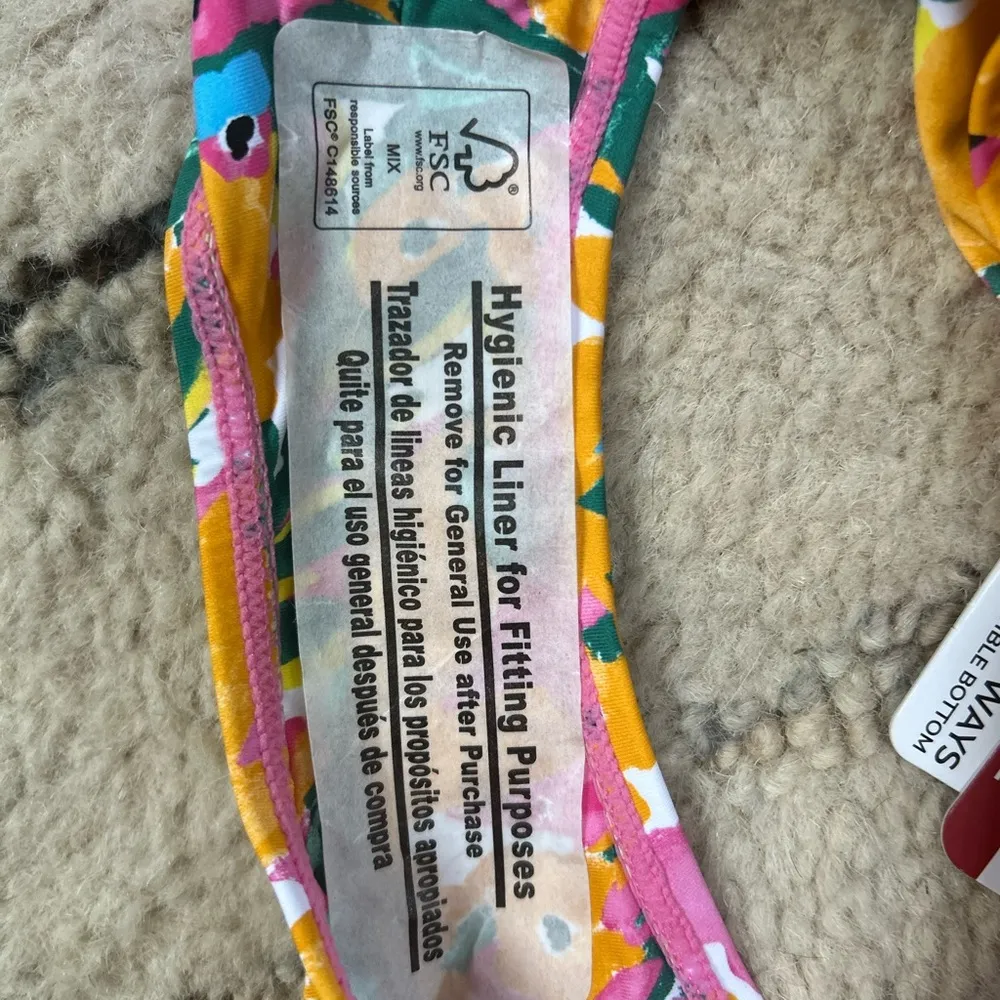 FSC®
www.fsc.org
MIX
Label from
responsible sources
FSC® C148614
Hygienic Liner for Fitting Purposes
Remove for General Use after Purchase
Trazador de lineas higiénico para los propósitos apropiados
Quite para el uso general después de compra
WAYS
BLE BOTTOM